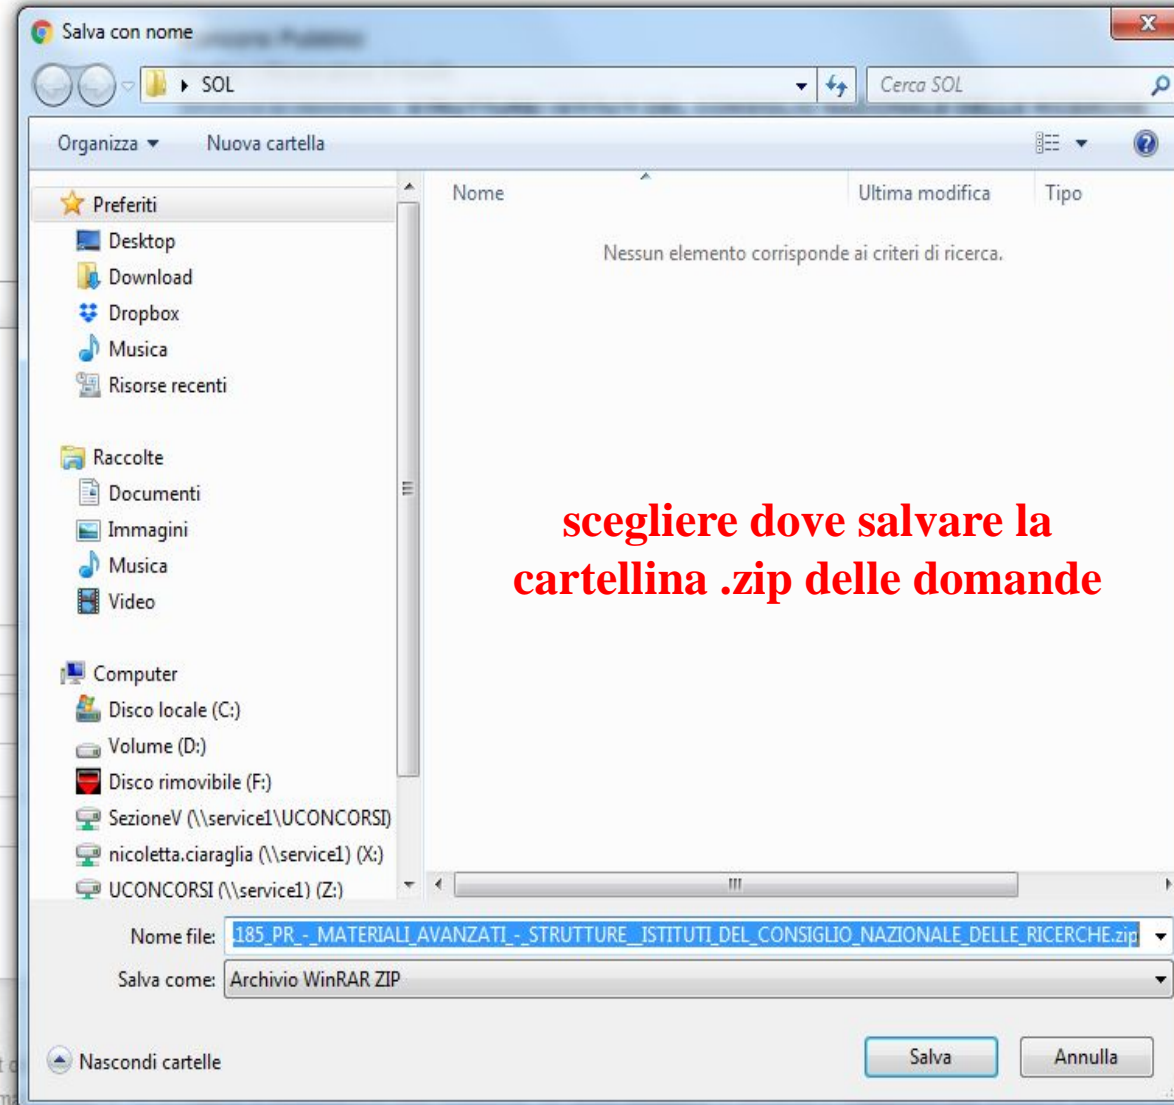 Salva con nome
SOL
Cerca SOL
Organizza
Nuova cartella
Preferiti
Desktop
Download
Dropbox
Musica
Risorse recenti
Raccolte
Documenti
Immagini
Musica
Video
Computer
Disco locale (C:)
Volume (D:)
Disco rimovibile (F:)
SezioneV (\\service1\UCONCORSI)
nicoletta.ciaraglia (\\service1) (X:)
UCONCORSI (\\service1) (Z:)
Nome Ultima modifica Tipo
Nessun elemento corrisponde ai criteri di ricerca.
scegliere dove salvare la
cartellina .zip delle domande
Nome file: 185_PR_-_MATERIALI_AVANZATI_-_STRUTTURE__ISTITUTI_DEL_CONSIGLIO_NAZIONALE_DELLE_RICERCHE.zip
Salva come: Archivio WinRAR ZIP
Nascondi cartelle
Salva
Annulla